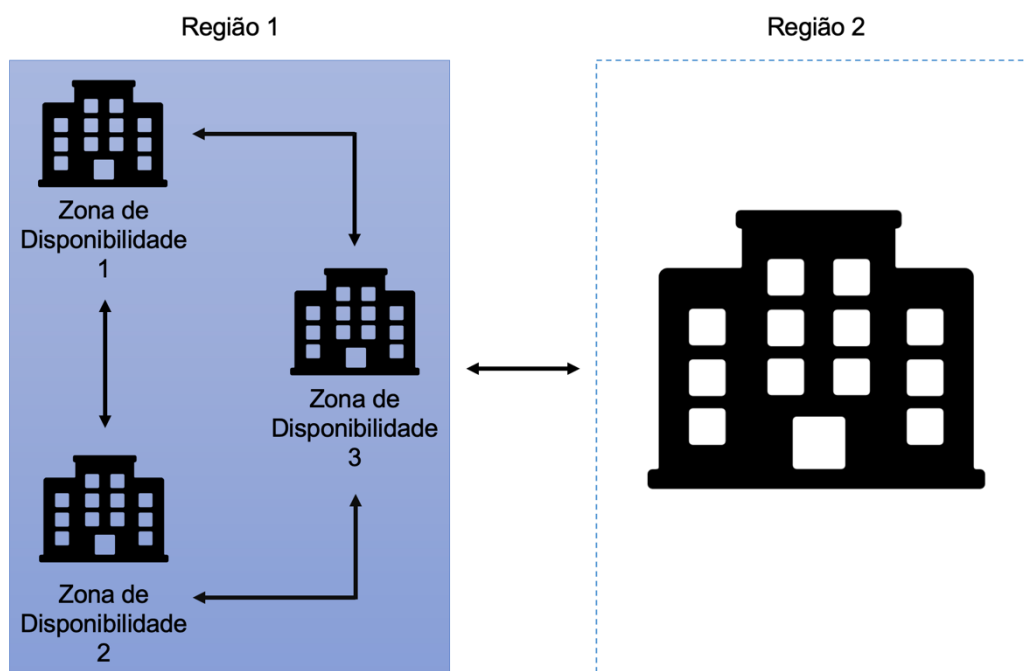 Região 1
Região 2
Zona de
Disponibilidade
1
Zona de
Disponibilidade
3
Zona de
Disponibilidade
2